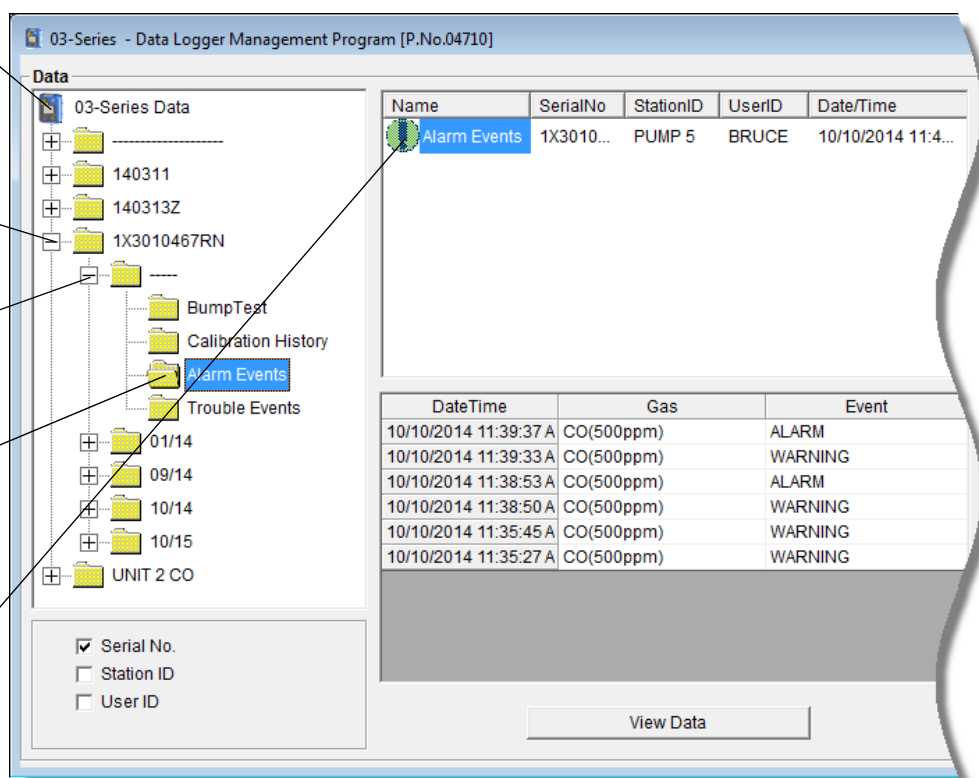 03-Series - Data Logger Management Program [P.No.04710]
Data
03-Series Data
--------------------
140311
140313Z
1X3010467RN
-----
BumpTest
Calibration History
Alarm Events
Trouble Events
01/14
09/14
10/14
10/15
UNIT 2 CO
Serial No.
Station ID
User ID
Name SerialNo StationID UserID Date/Time
Alarm Events 1X3010... PUMP 5 BRUCE 10/10/2014 11:4...
DateTime Gas Event
10/10/2014 11:39:37 A CO(500ppm) ALARM
10/10/2014 11:39:33 A CO(500ppm) WARNING
10/10/2014 11:38:53 A CO(500ppm) ALARM
10/10/2014 11:38:50 A CO(500ppm) WARNING
10/10/2014 11:35:45 A CO(500ppm) WARNING
10/10/2014 11:35:27 A CO(500ppm) WARNING
View Data